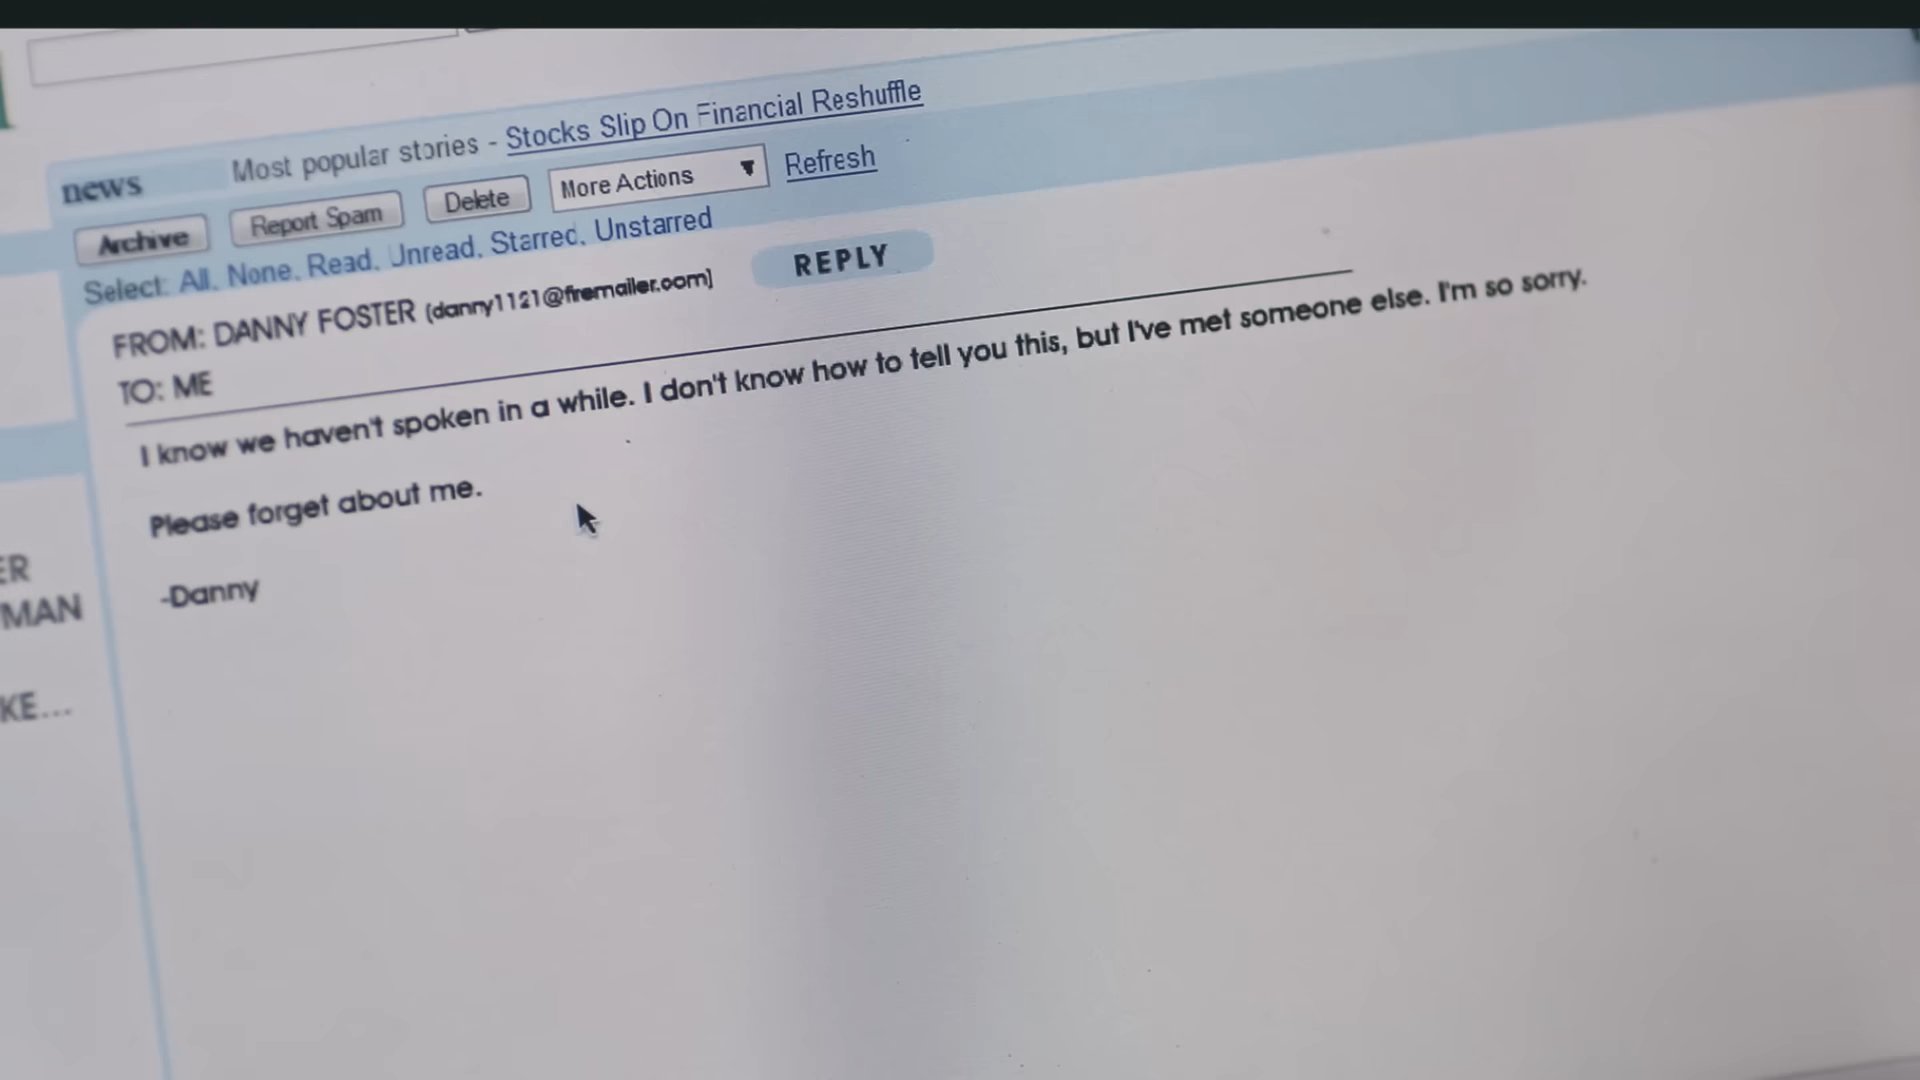 news Most popular stories - Stocks Slip On Financial Reshuffle
Archive Report Spam Delete More Actions Refresh
Select: All, None, Read, Unread, Starred, Unstarred
FROM: DANNY FOSTER (danny1121@firemailer.com] REPLY
TO: ME
I know we haven't spoken in a while. I don't know how to tell you this, but I've met someone else. I'm so sorry.
Please forget about me.
-Danny
ER
MAN
KE...